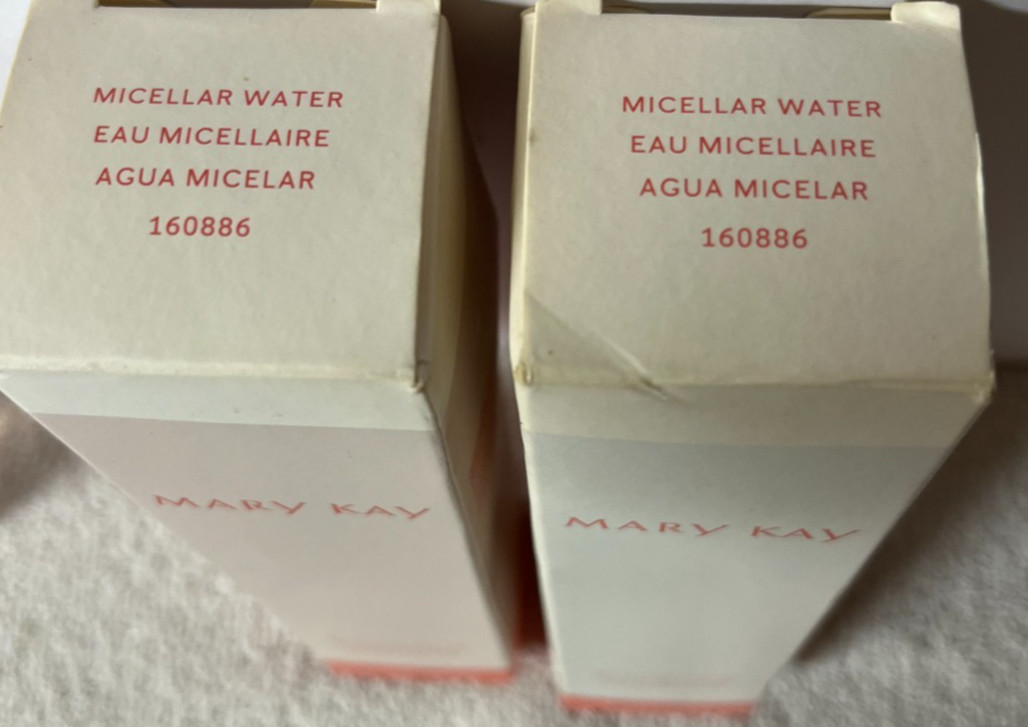 MICELLAR WATER
EAU MICELLAIRE
AGUA MICELAR
160886
MARY KAY
MICELLAR WATER
EAU MICELLAIRE
AGUA MICELAR
160886
MARY KAY